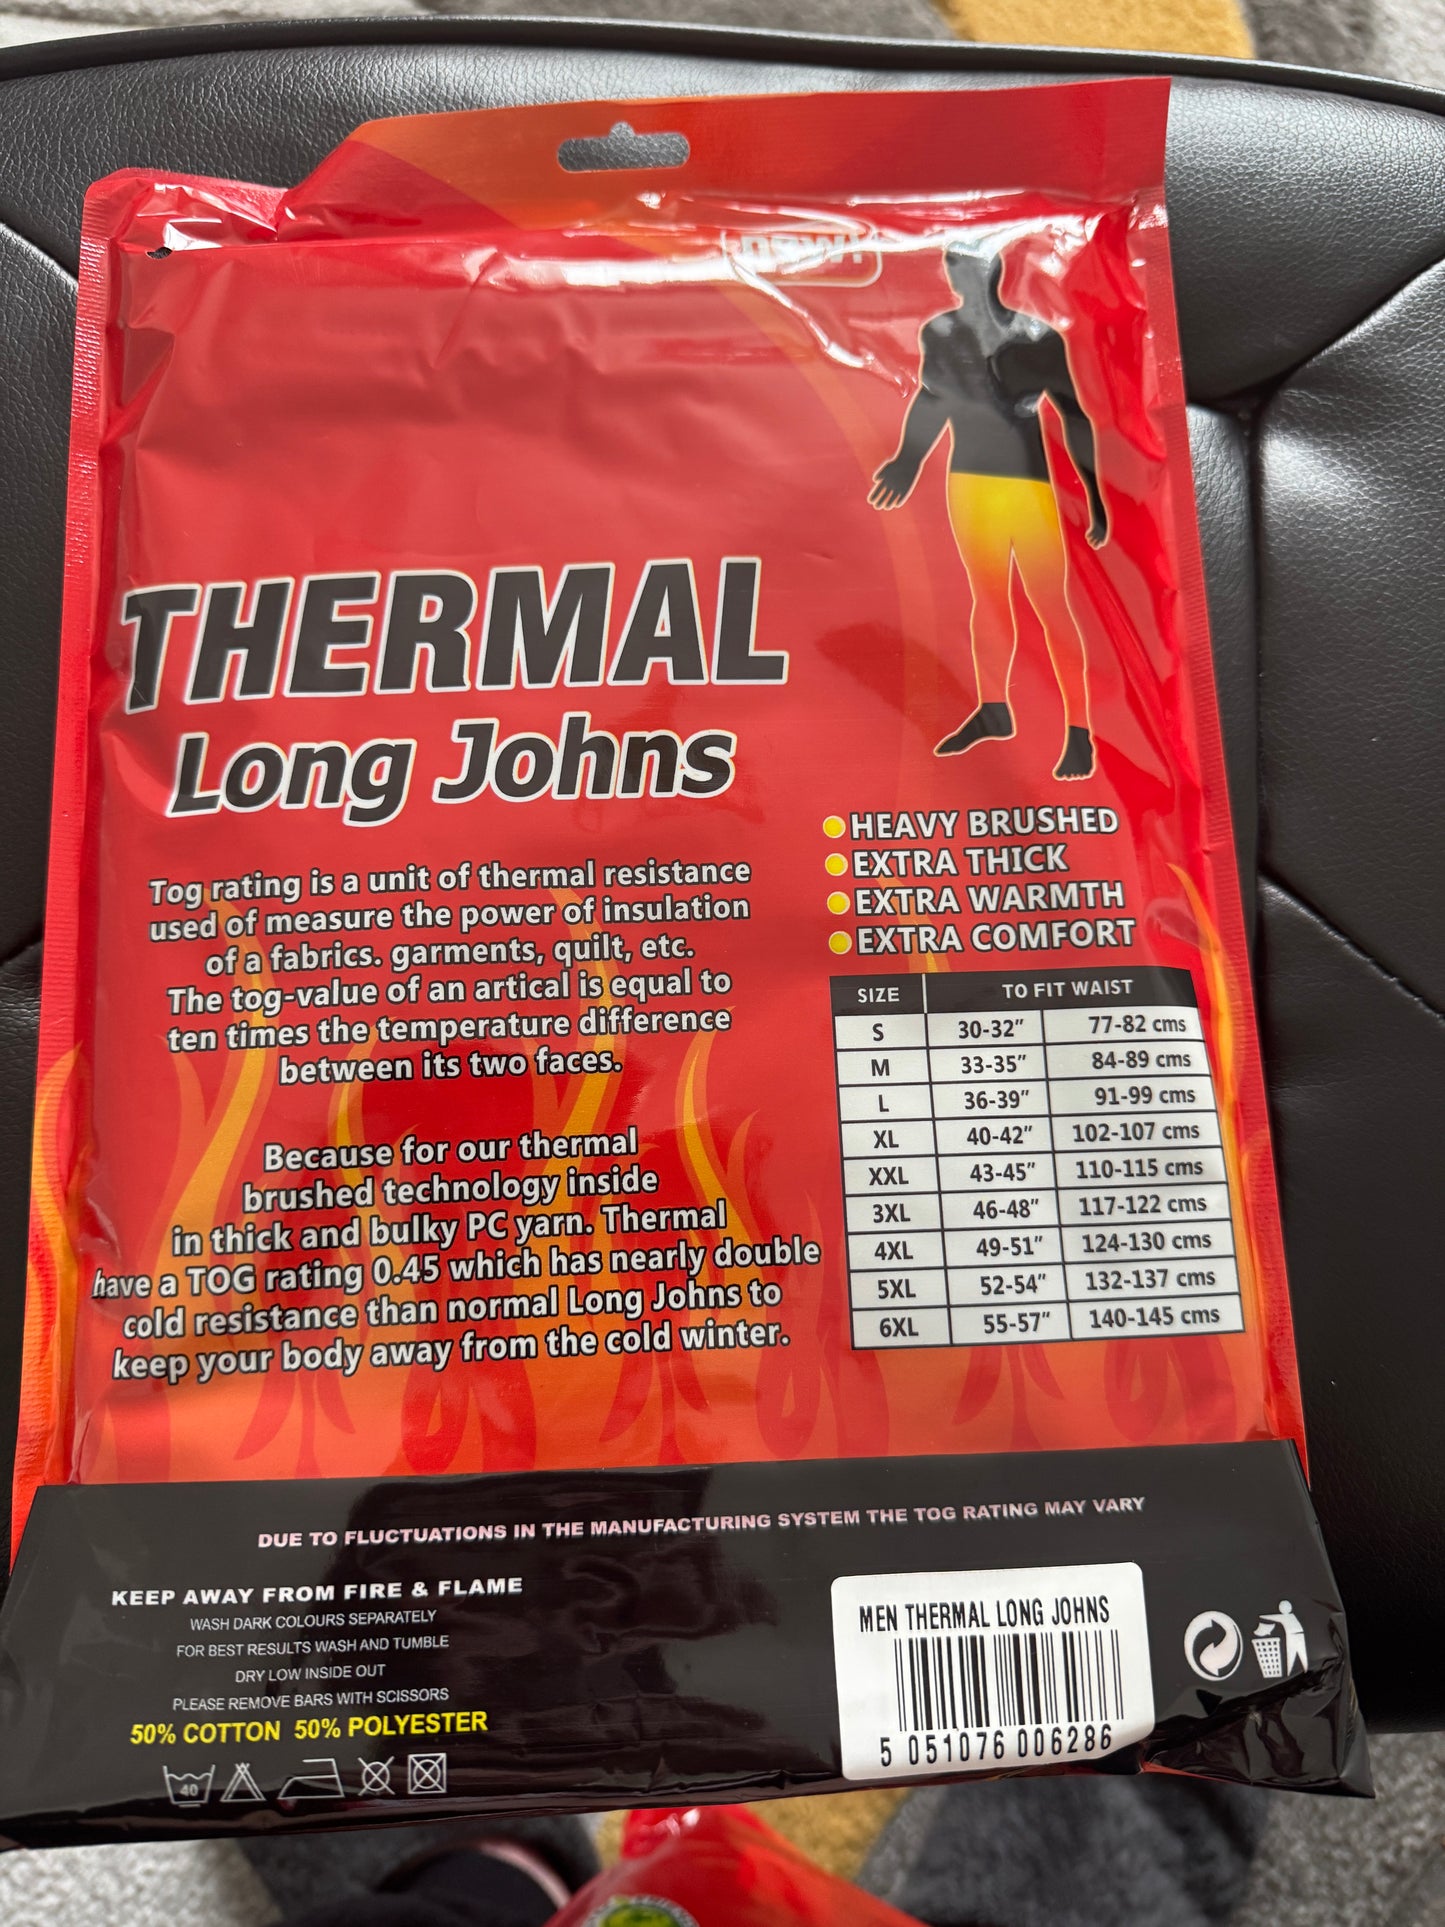 THERMAL
Long Johns
Tog rating is a unit of thermal resistance
used of measure the power of insulation
of a fabrics. garments, quilt, etc.
The tog-value of an artical is equal to
ten times the temperature difference
between its two faces.
Because for our thermal
brushed technology inside
in thick and bulky PC yarn. Thermal
have a TOG rating 0.45 which has nearly double
cold resistance than normal Long Johns to
keep your body away from the cold winter.
HEAVY BRUSHED
EXTRA THICK
EXTRA WARMTH
EXTRA COMFORT
SIZE TO FIT WAIST
S 30-32" 77-82 cms
M 33-35" 84-89 cms
L 36-39" 91-99 cms
XL 40-42" 102-107 cms
XXL 43-45" 110-115 cms
3XL 46-48" 117-122 cms
4XL 49-51" 124-130 cms
5XL 52-54" 132-137 cms
6XL 55-57" 140-145 cms
DUE TO FLUCTUATIONS IN THE MANUFACTURING SYSTEM THE TOG RATING MAY VARY
KEEP AWAY FROM FIRE & FLAME
WASH DARK COLOURS SEPARATELY
FOR BEST RESULTS WASH AND TUMBLE
DRY LOW INSIDE OUT
PLEASE REMOVE BARS WITH SCISSORS
50% COTTON 50% POLYESTER
40
MEN THERMAL LONG JOHNS
5 051076 006286